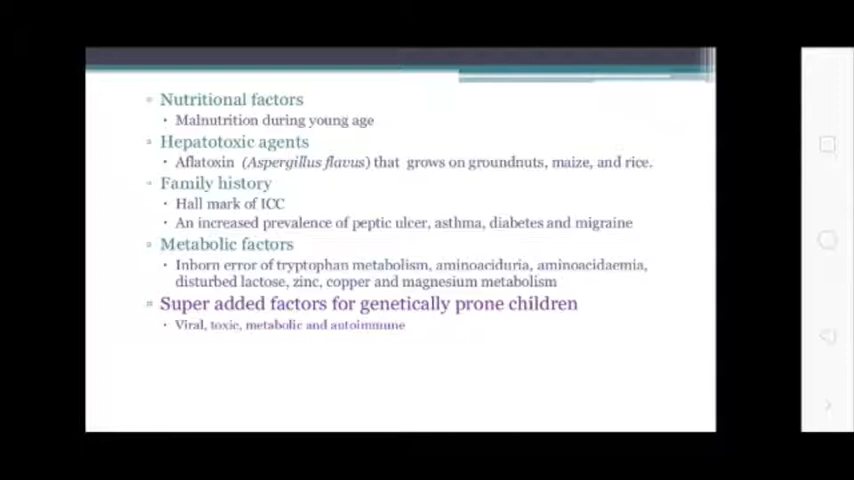 Nutritional factors
Malnutrition during young age
Hepatotoxic agents
Aflatoxin (Aspergillus flavus) that grows on groundnuts, maize, and rice.
Family history
Hall mark of ICC
An increased prevalence of peptic ulcer, asthma, diabetes and migraine
Metabolic factors
Inborn error of tryptophan metabolism, aminoaciduria, aminoacidaemia,
disturbed lactose, zinc, copper and magnesium metabolism
Super added factors for genetically prone children
Viral, toxic, metabolic and autoimmune